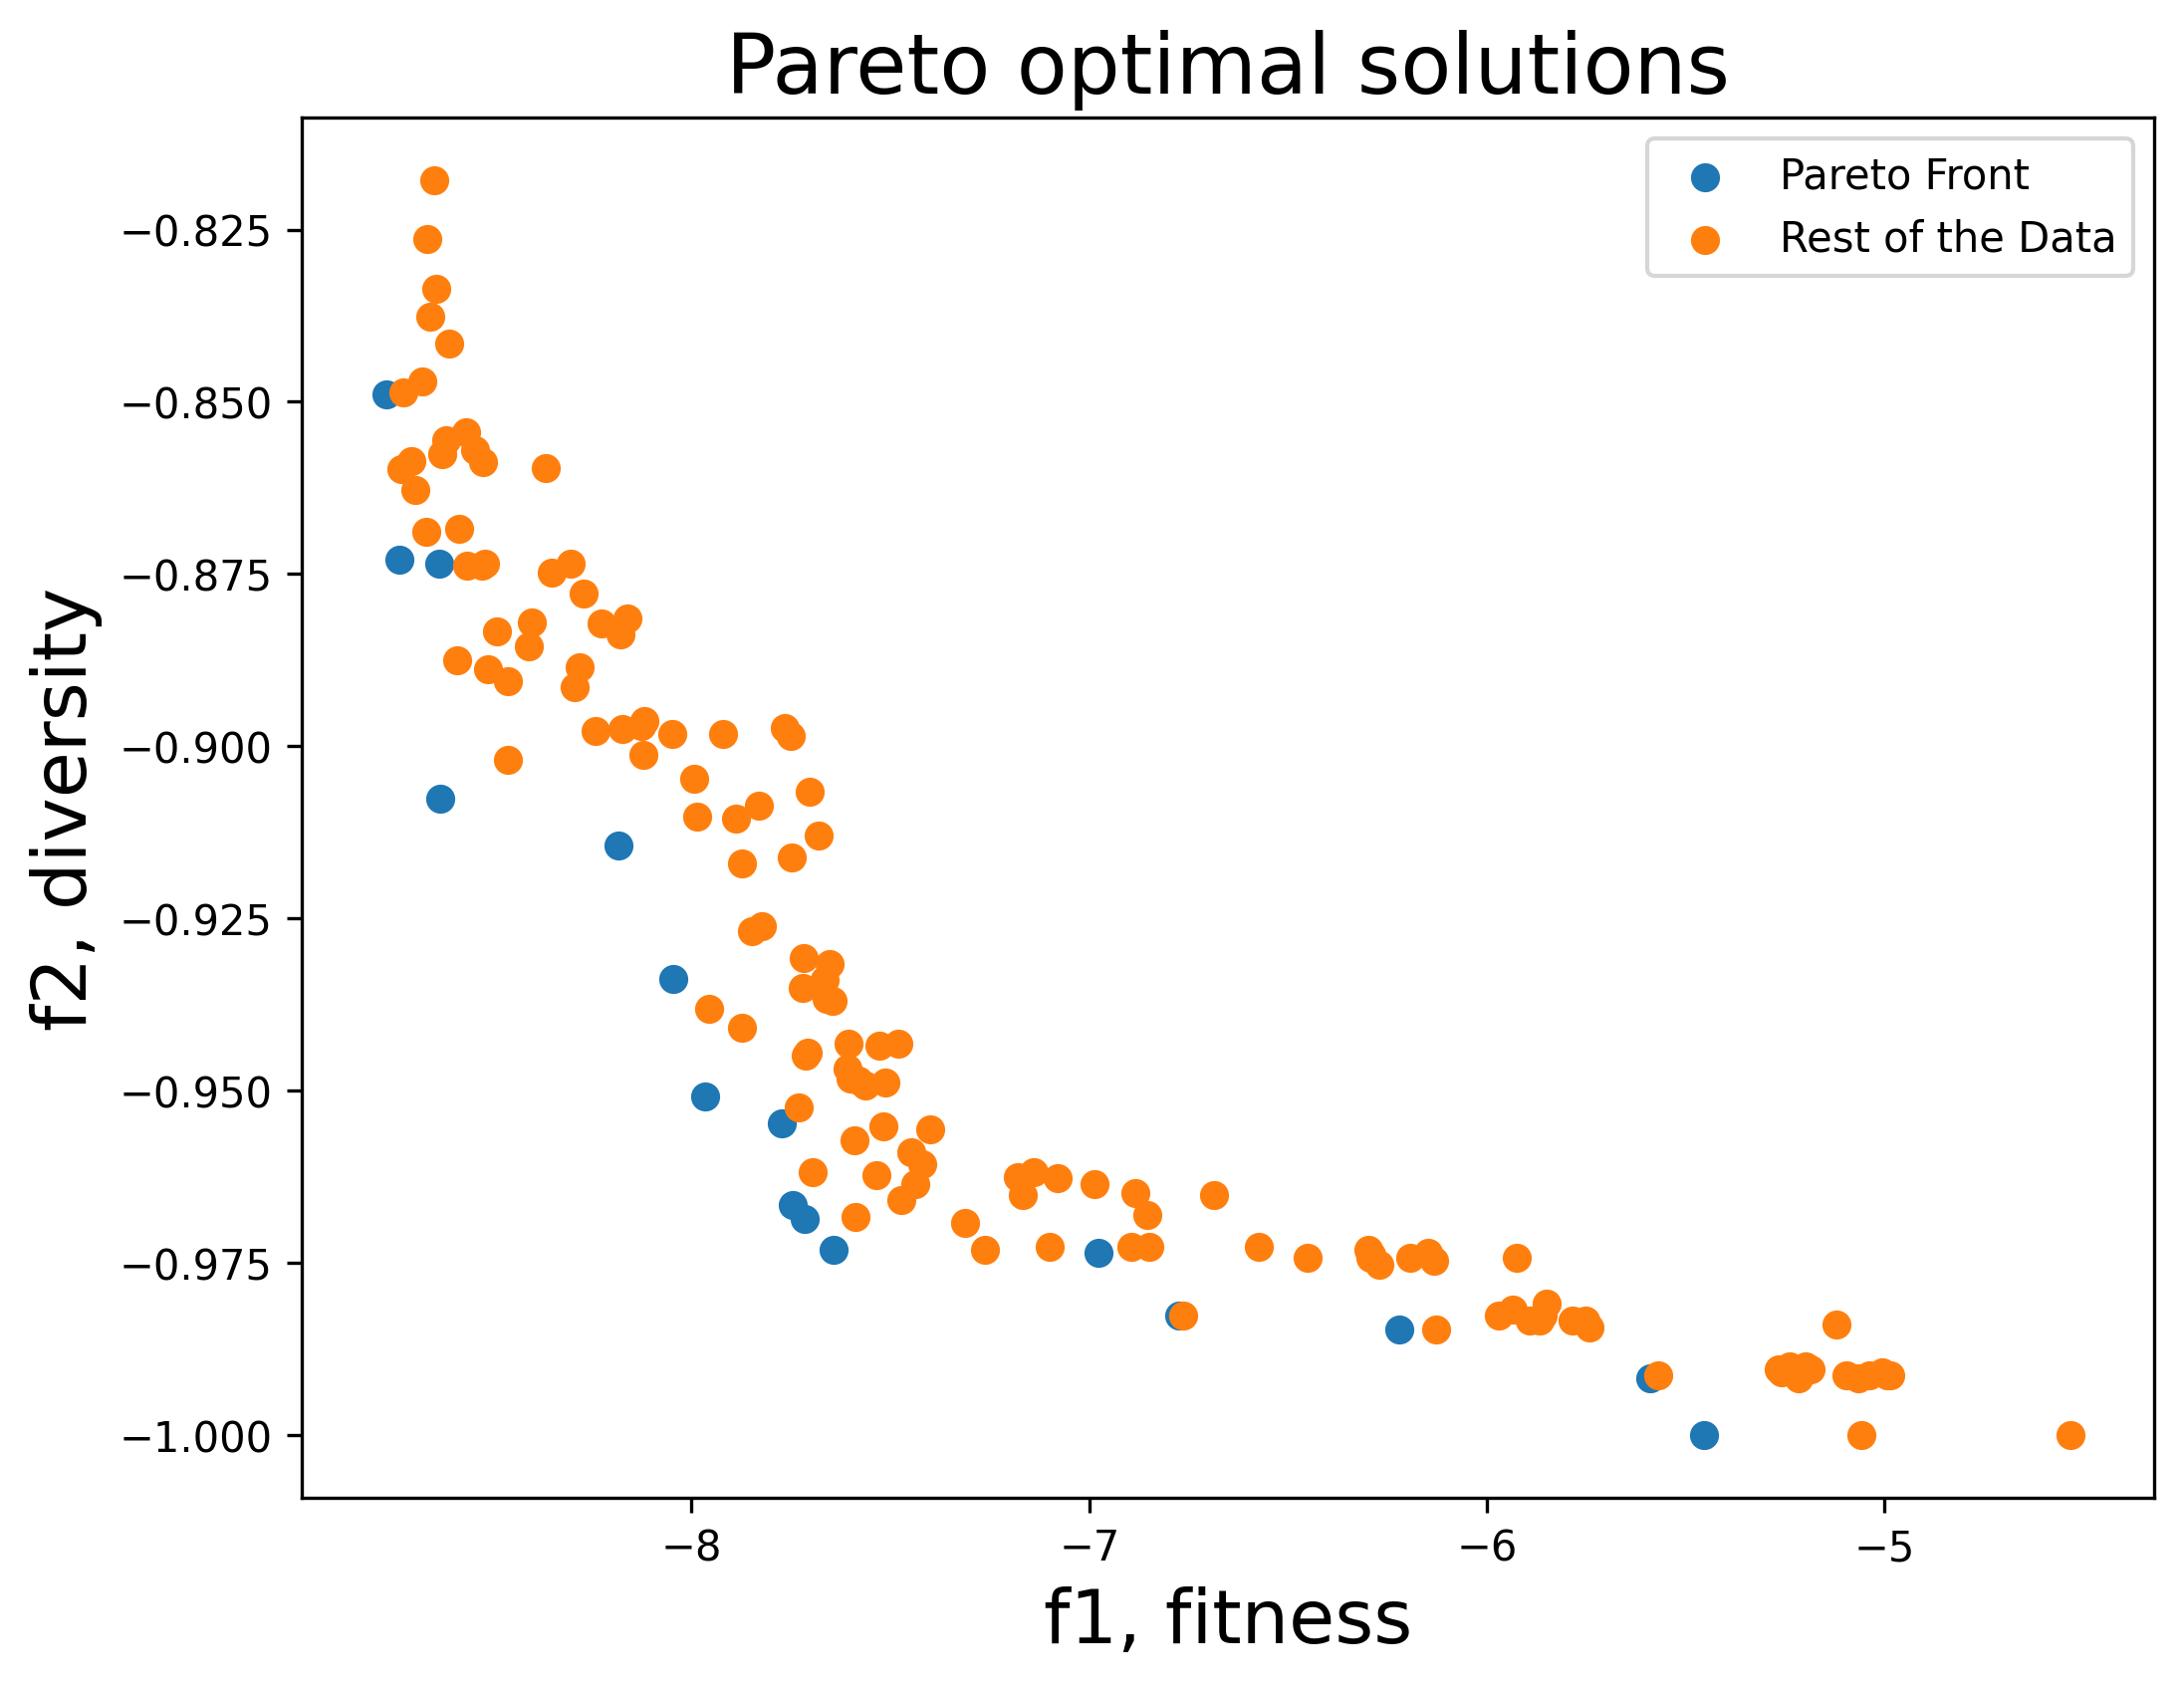 Pareto optimal solutions
Pareto Front
Rest of the Data
−0.825
−0.850
−0.875
−0.900
−0.925
−0.950
−0.975
−1.000
f2, diversity
−8
−7
−6
−5
f1, fitness